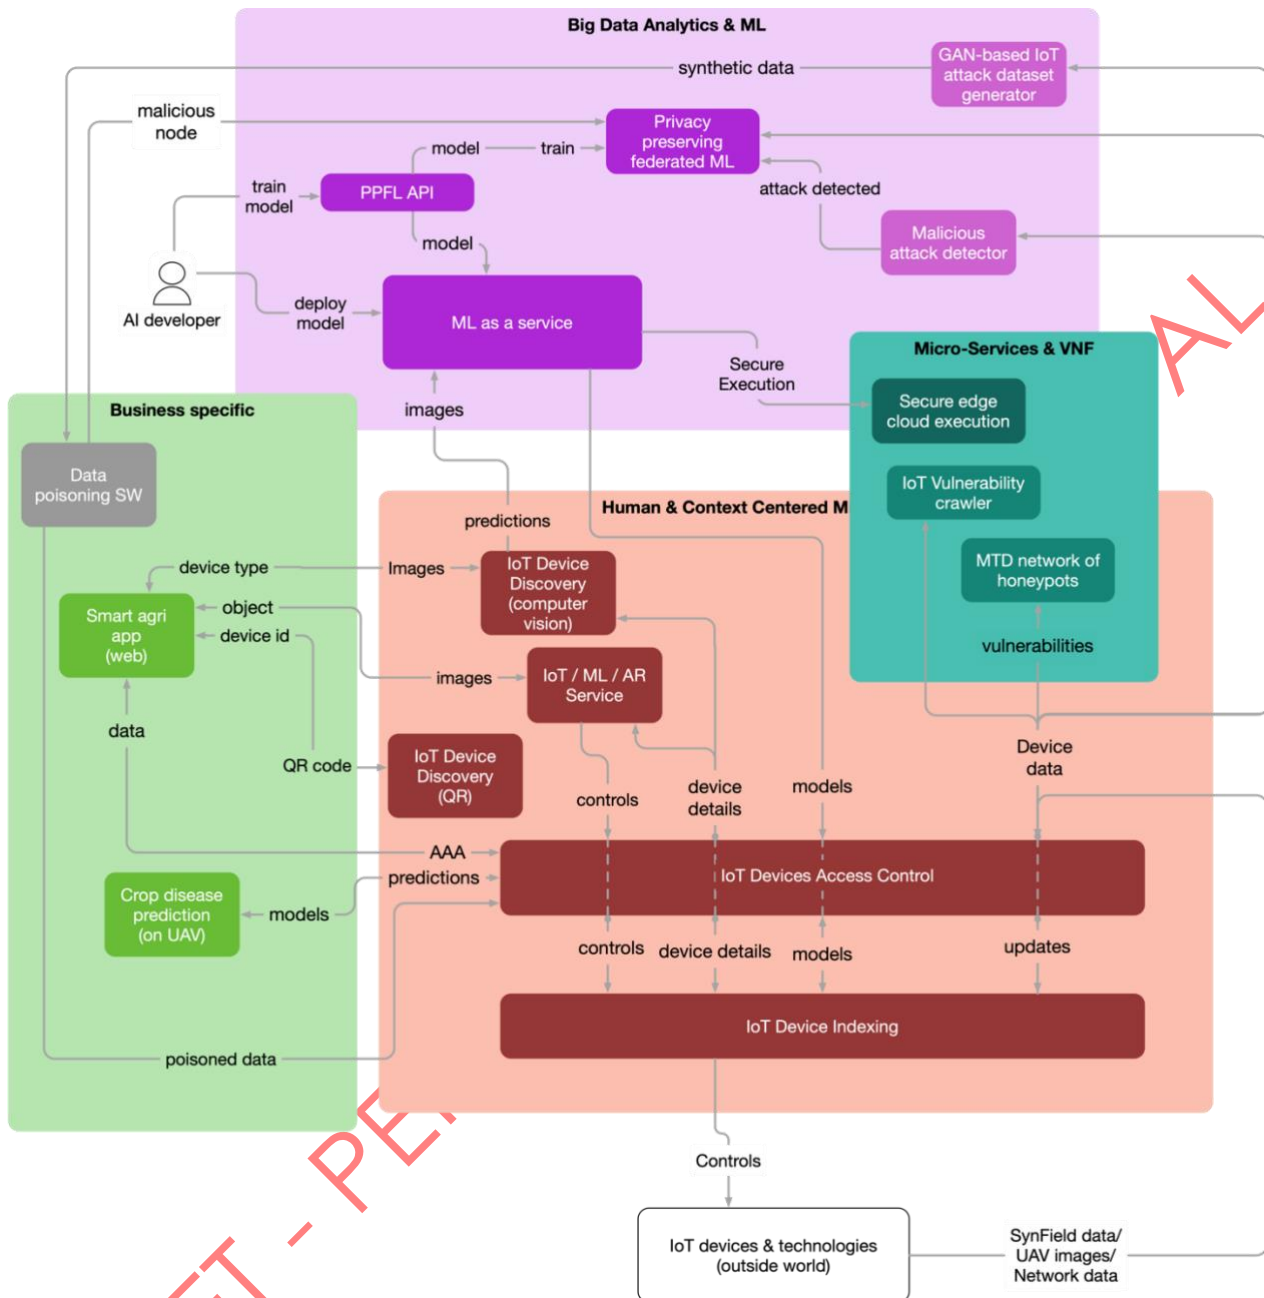 Big Data Analytics & ML
synthetic data
GAN-based IoT
attack dataset
generator
malicious
node
Privacy
preserving
federated ML
model
train
attack detected
train
model
PPFL API
model
Malicious
attack detector
AI developer
deploy
model
ML as a service
Secure
Execution
Micro-Services & VNF
Secure edge
cloud execution
IoT Vulnerability
crawler
MTD network of
honeypots
vulnerabilities
Business specific
images
Data
poisoning SW
Human & Context Centered M
predictions
device type
Images
IoT Device
Discovery
(computer
vision)
Smart agri
app
(web)
object
device id
images
IoT / ML / AR
Service
data
QR code
IoT Device
Discovery
(QR)
controls
device
details
models
Device
data
AAA
predictions
IoT Devices Access Control
Crop disease
prediction
(on UAV)
models
controls
device details
models
updates
IoT Device Indexing
poisoned data
Controls
IoT devices & technologies
(outside world)
SynField data/
UAV images/
Network data